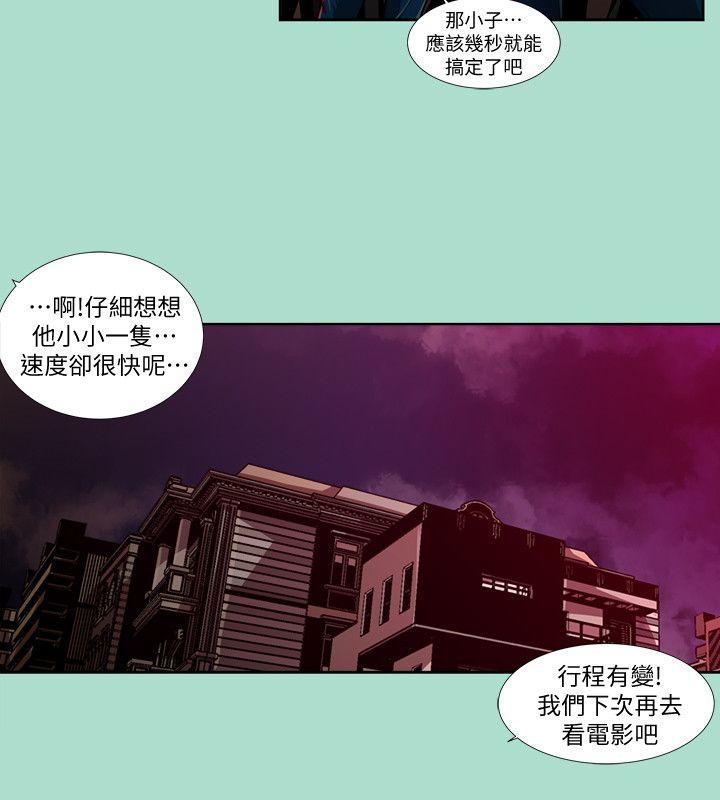 那小子⋯
應該幾秒就能
搞定了吧
⋯啊!仔細想想
他小小一隻⋯
速度卻很快呢⋯
行程有變!
我們下次再去
看電影吧